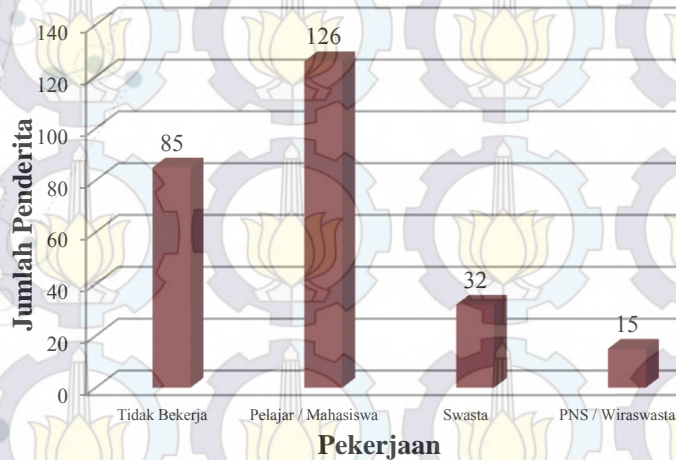 Jumlah Penderita
140
120
100
80
60
40
20
0
85
126
32
15
Tidak Bekerja
Pelajar / Mahasiswa
Swasta
PNS / Wiraswasta
Pekerjaan